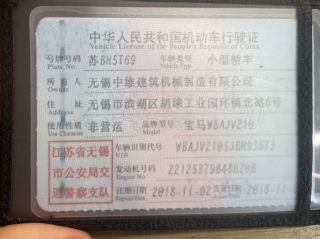 中华人民共和国机动车行驶证
Vehicle License of the People's Republic of China
号牌号码 苏BH5T69 车辆类型 小型轿车
Plate No. Vehicle Type
所有人 无锡中雄建筑机械制造有限公司
Owner
住址 无锡市滨湖区胡埭工业园环镇北路6号
Address
使用性质 非营运 品牌型号 宝马WBAJV210
Use Character Model
江苏省无锡市公安局交通警察支队
车辆识别代号 WBAJV2105JBM93673
VIN
发动机号码 22125379B48B20B
Engine No.
注册日期 2018-11-02 发证日期 2018-11-
Register Date Issue Date